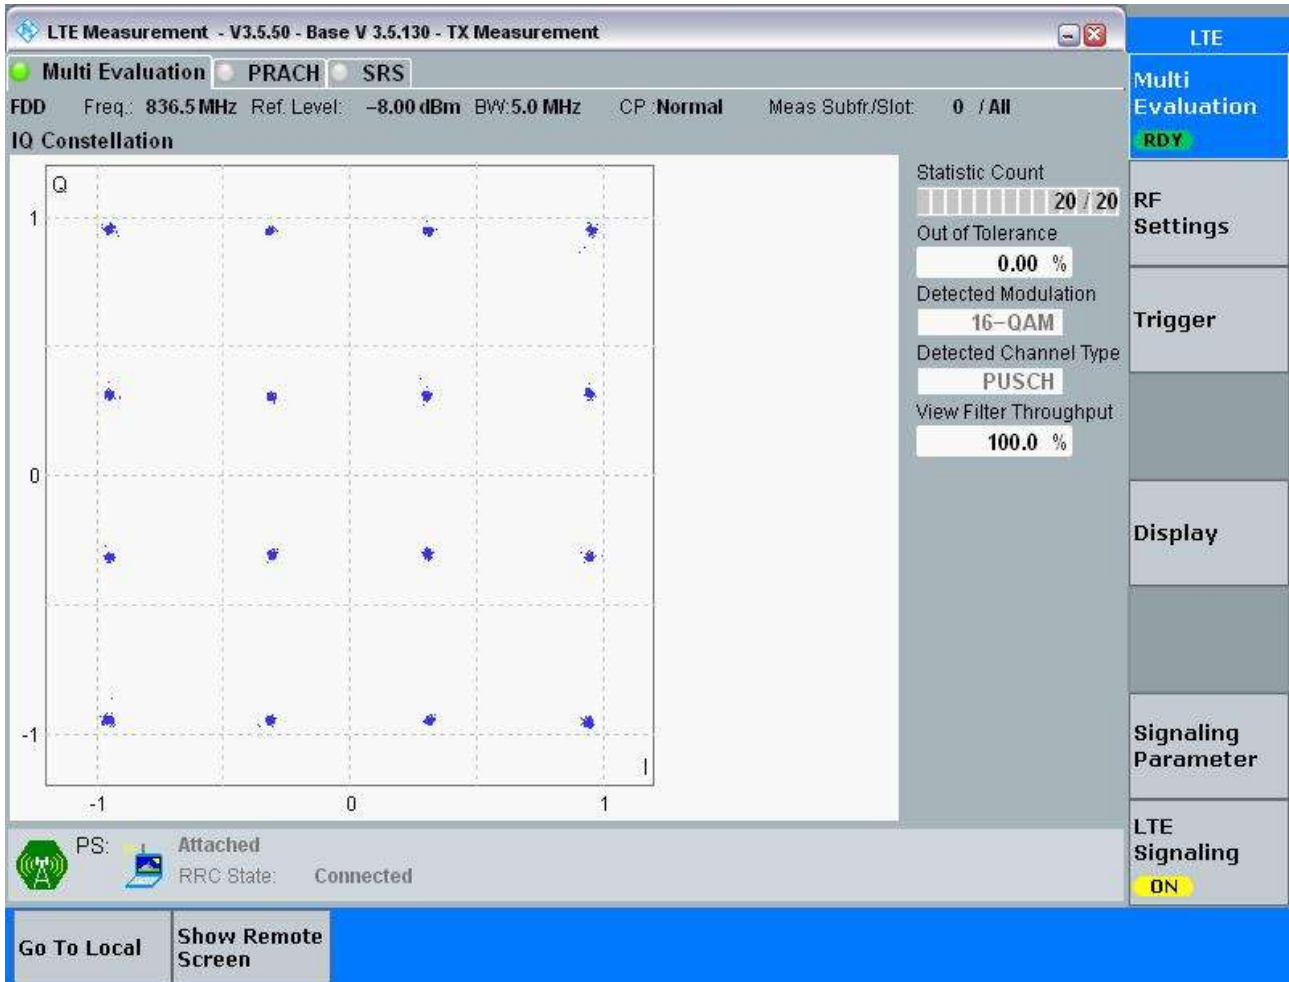 LTE Measurement - V3.5.50 - Base V 3.5.130 - TX Measurement
LTE
Multi Evaluation PRACH SRS
Multi
Evaluation
RDY
FDD Freq.: 836.5 MHz Ref. Level: −8.00 dBm BW:5.0 MHz CP :Normal Meas Subfr./Slot: 0 / All
IQ Constellation
Q
1
0
-1
I
-1 0 1
Statistic Count
20 / 20
Out of Tolerance
0.00 %
Detected Modulation
16−QAM
Detected Channel Type
PUSCH
View Filter Throughput
100.0 %
RF
Settings
Trigger
Display
Signaling
Parameter
LTE
Signaling
ON
PS: Attached
RRC State: Connected
Go To Local
Show Remote
Screen